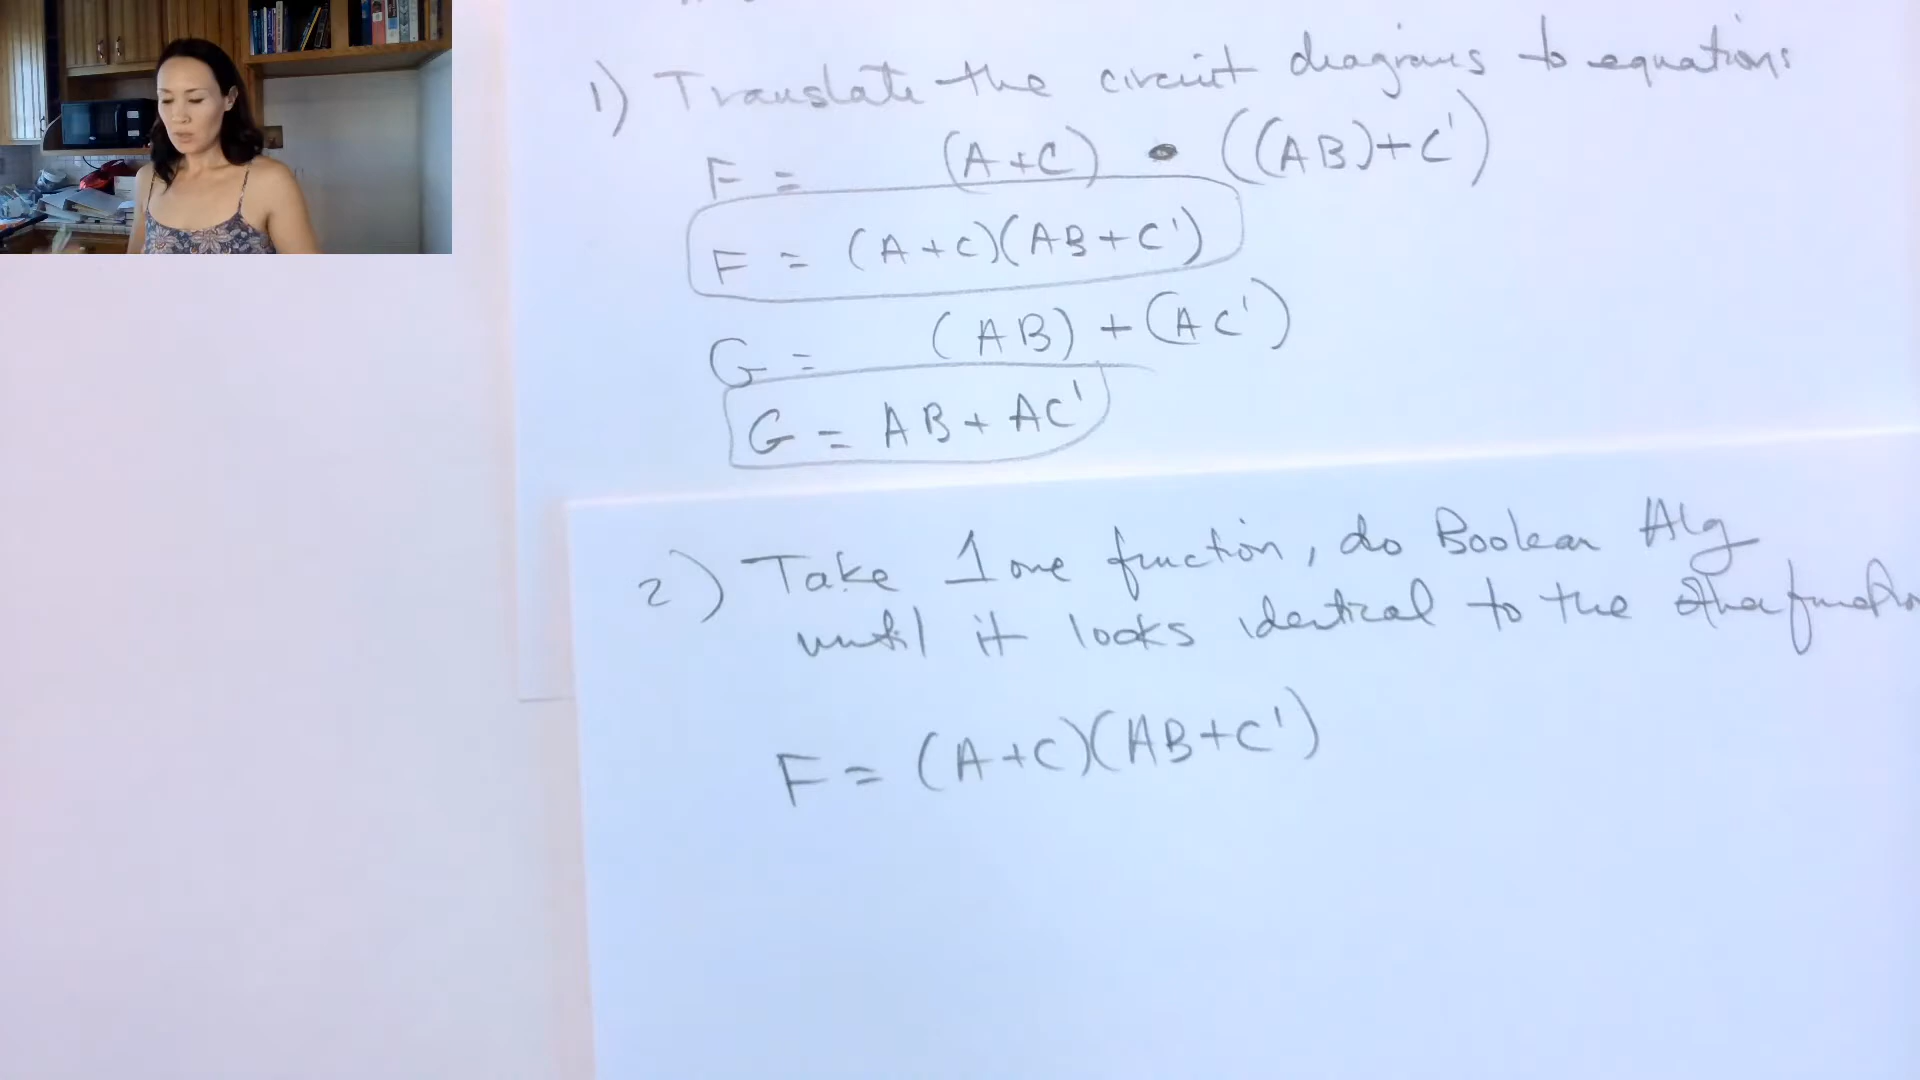 1) Translate the circuit diagrams to equations
F = (A+C) • ((AB)+C')
F = (A+C)(AB+C')
G = (AB) + (AC')
G = AB + AC'
2) Take 1 one function, do Boolean Alg
until it looks identical to the other
F = (A+C)(AB+C')